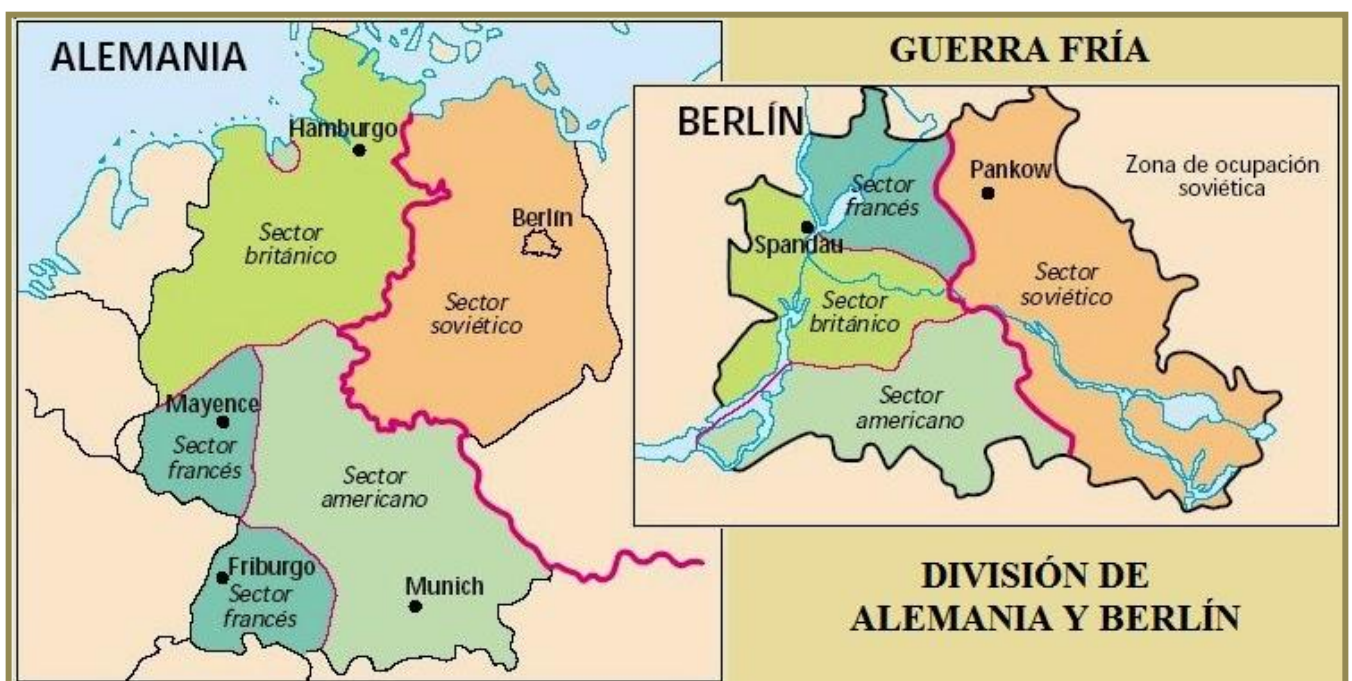 ALEMANIA
Hamburgo
Sector
británico
Berlín
Sector
soviético
Mayence
Sector
francés
Sector
americano
Friburgo
Sector
francés
Munich
GUERRA FRÍA
BERLÍN
Sector
francés
Pankow
Zona de ocupación
soviética
Spandau
Sector
británico
Sector
soviético
Sector
americano
DIVISIÓN DE
ALEMANIA Y BERLÍN